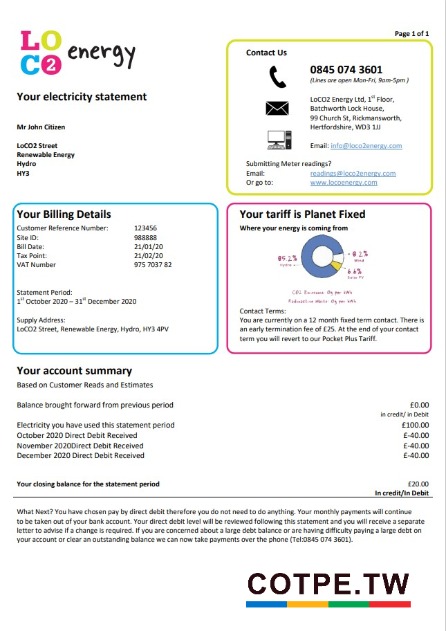 Page 1 of 1
LO
CO2 energy
Your electricity statement
Mr John Citizen
LoCO2 Street
Renewable Energy
Hydro
HY3
Contact Us
0845 074 3601
(Lines are open Mon-Fri, 9am-5pm )
LoCO2 Energy Ltd, 1st Floor,
Batchworth Lock House,
99 Church St, Rickmansworth,
Hertfordshire, WD3 1JJ
Email: info@loco2energy.com
Submitting Meter readings?
Email: readings@loco2energy.com
Or go to: www.locoenergy.com
Your Billing Details
Customer Reference Number: 123456
Site ID: 988888
Bill Date: 21/01/20
Tax Point: 21/02/20
VAT Number 975 7037 82
Statement Period:
1st October 2020 – 31st December 2020
Supply Address:
LoCO2 Street, Renewable Energy, Hydro, HY3 4PV
Your tariff is Planet Fixed
Where your energy is coming from
8.2%
Wind
85.2%
6.6%
Solar PV
Contract Terms:
You are currently on a 12 month fixed term contact. There is
an early termination fee of £25. At the end of your contact
term you will revert to our Pocket Plus Tariff.
Your account summary
Based on Customer Reads and Estimates
Balance brought forward from previous period £0.00
in credit/ in Debit
Electricity you have used this statement period £100.00
October 2020 Direct Debit Received £-40.00
November 2020Direct Debit Received £-40.00
December 2020 Direct Debit Received £-40.00
Your closing balance for the statement period £20.00
In credit/In Debit
What Next? You have chosen pay by direct debit therefore you do not need to do anything. Your monthly payments will continue
to be taken out of your bank account. Your direct debit level will be reviewed following this statement and you will receive a separate
letter to advise if a change is required. If you are concerned about a large debit balance or are having difficulty paying a large debt on
your account or clear an outstanding balance we can now take payments over the phone (Tel:0845 074 3601).
COTPE.TW